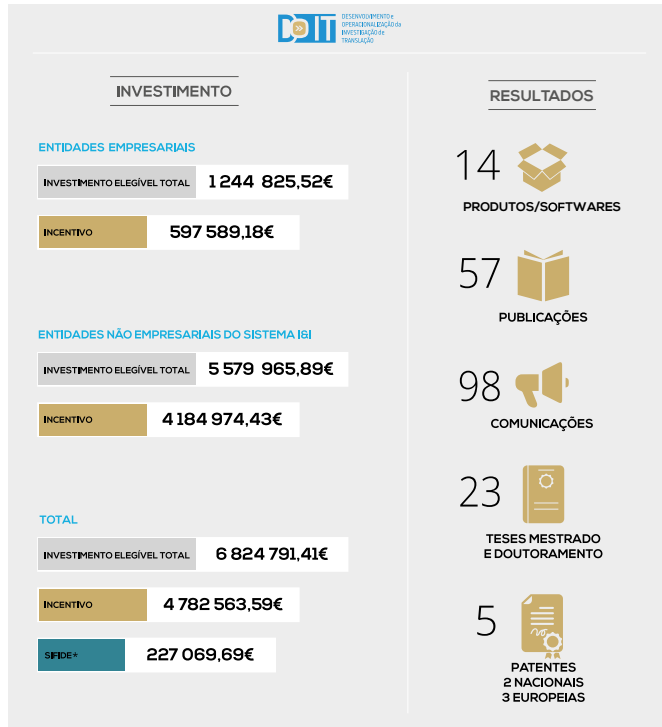 DOIT
DESENVOLVIMENTO e
OPERACIONALIZAÇÃO da
INVESTIGAÇÃO de
TRANSLAÇÃO
INVESTIMENTO
ENTIDADES EMPRESARIAIS
INVESTIMENTO ELEGÍVEL TOTAL 1 244 825,52€
INCENTIVO 597 589,18€
ENTIDADES NÃO EMPRESARIAIS DO SISTEMA I&I
INVESTIMENTO ELEGÍVEL TOTAL 5 579 965,89€
INCENTIVO 4 184 974,43€
TOTAL
INVESTIMENTO ELEGÍVEL TOTAL 6 824 791,41€
INCENTIVO 4 782 563,59€
SIFIDE* 227 069,69€
RESULTADOS
14
PRODUTOS/SOFTWARES
57
PUBLICAÇÕES
98
COMUNICAÇÕES
23
TESES MESTRADO
E DOUTORAMENTO
5
PATENTES
2 NACIONAIS
3 EUROPEIAS